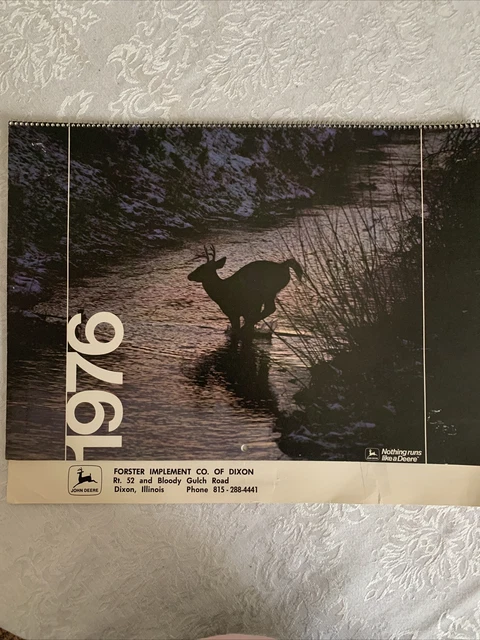 1976
Nothing runs
like a Deere
JOHN DEERE
FORSTER IMPLEMENT CO. OF DIXON
Rt. 52 and Bloody Gulch Road
Dixon, Illinois Phone 815-288-4441